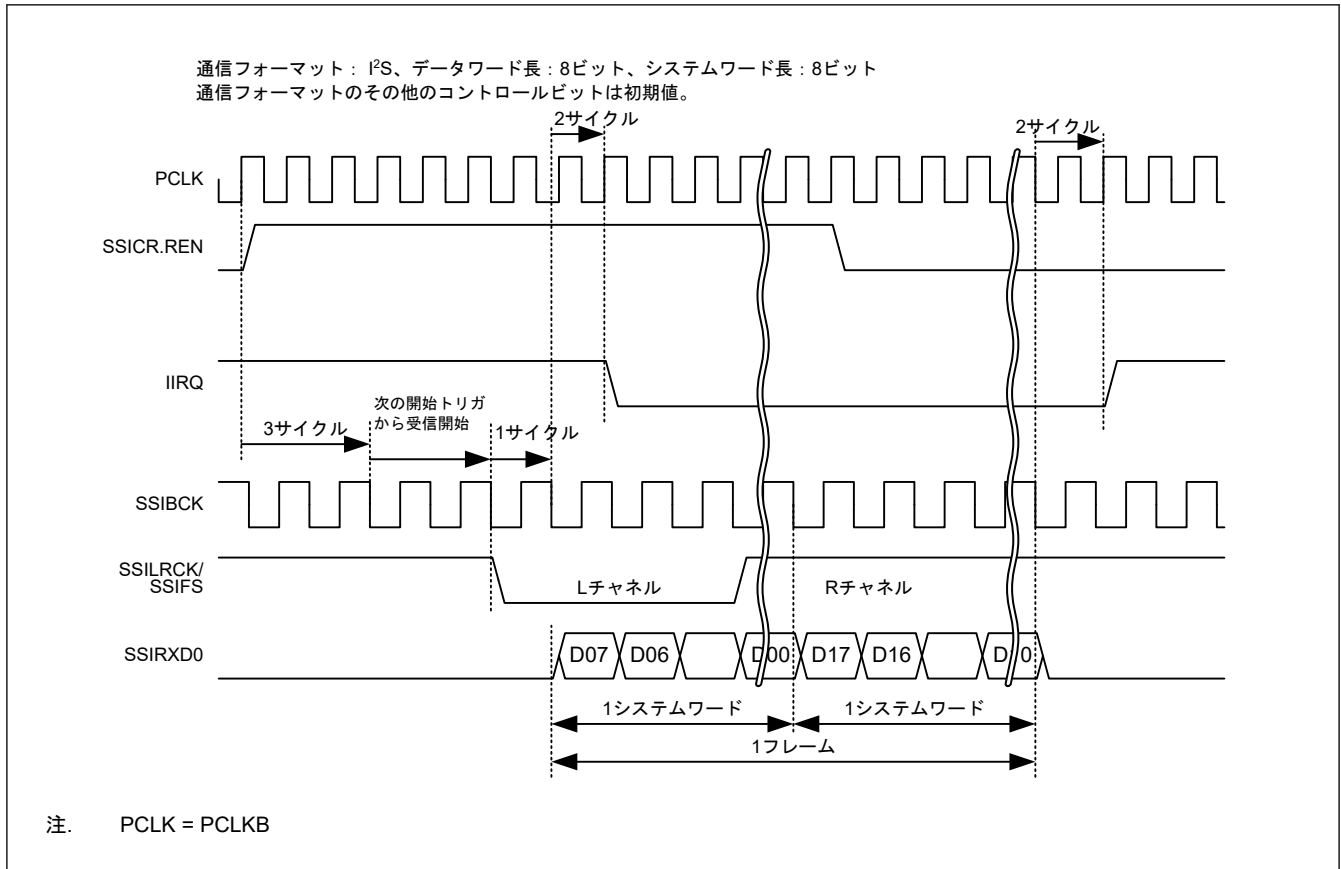 通信フォーマット： I²S、データワード長：8ビット、システムワード長：8ビット
通信フォーマットのその他のコントロールビットは初期値。
2サイクル
2サイクル
PCLK
SSICR.REN
IIRQ
3サイクル
次の開始トリガ
から受信開始
1サイクル
SSIBCK
SSILRCK/
SSIFS
Lチャネル
Rチャネル
SSIRXD0
D07
D06
D00
D17
D16
D10
1システムワード
1システムワード
1フレーム
注. PCLK = PCLKB